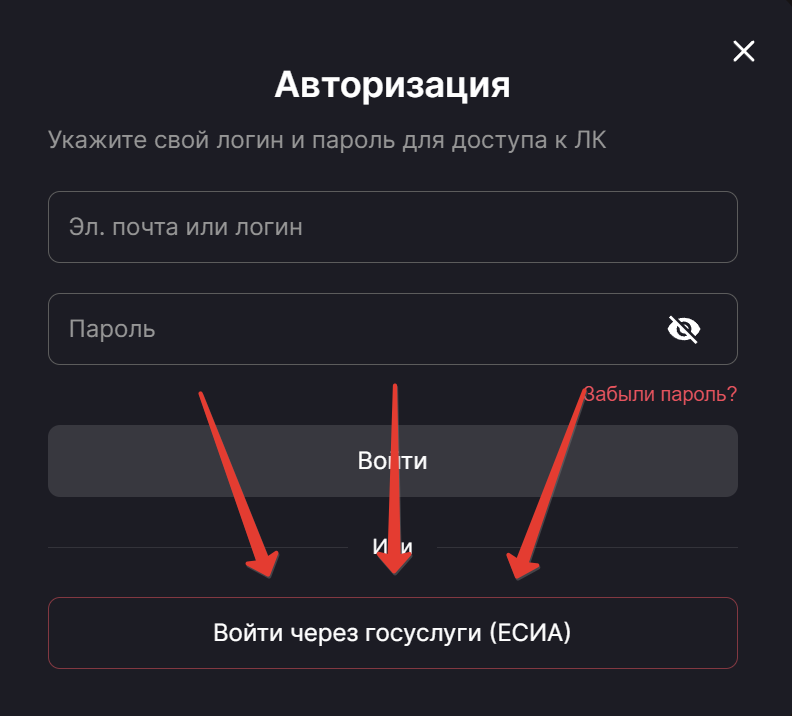 Авторизация
Укажите свой логин и пароль для доступа к ЛК
Эл. почта или логин
Пароль
Забыли пароль?
Войти
Или
Войти через госуслуги (ЕСИА)